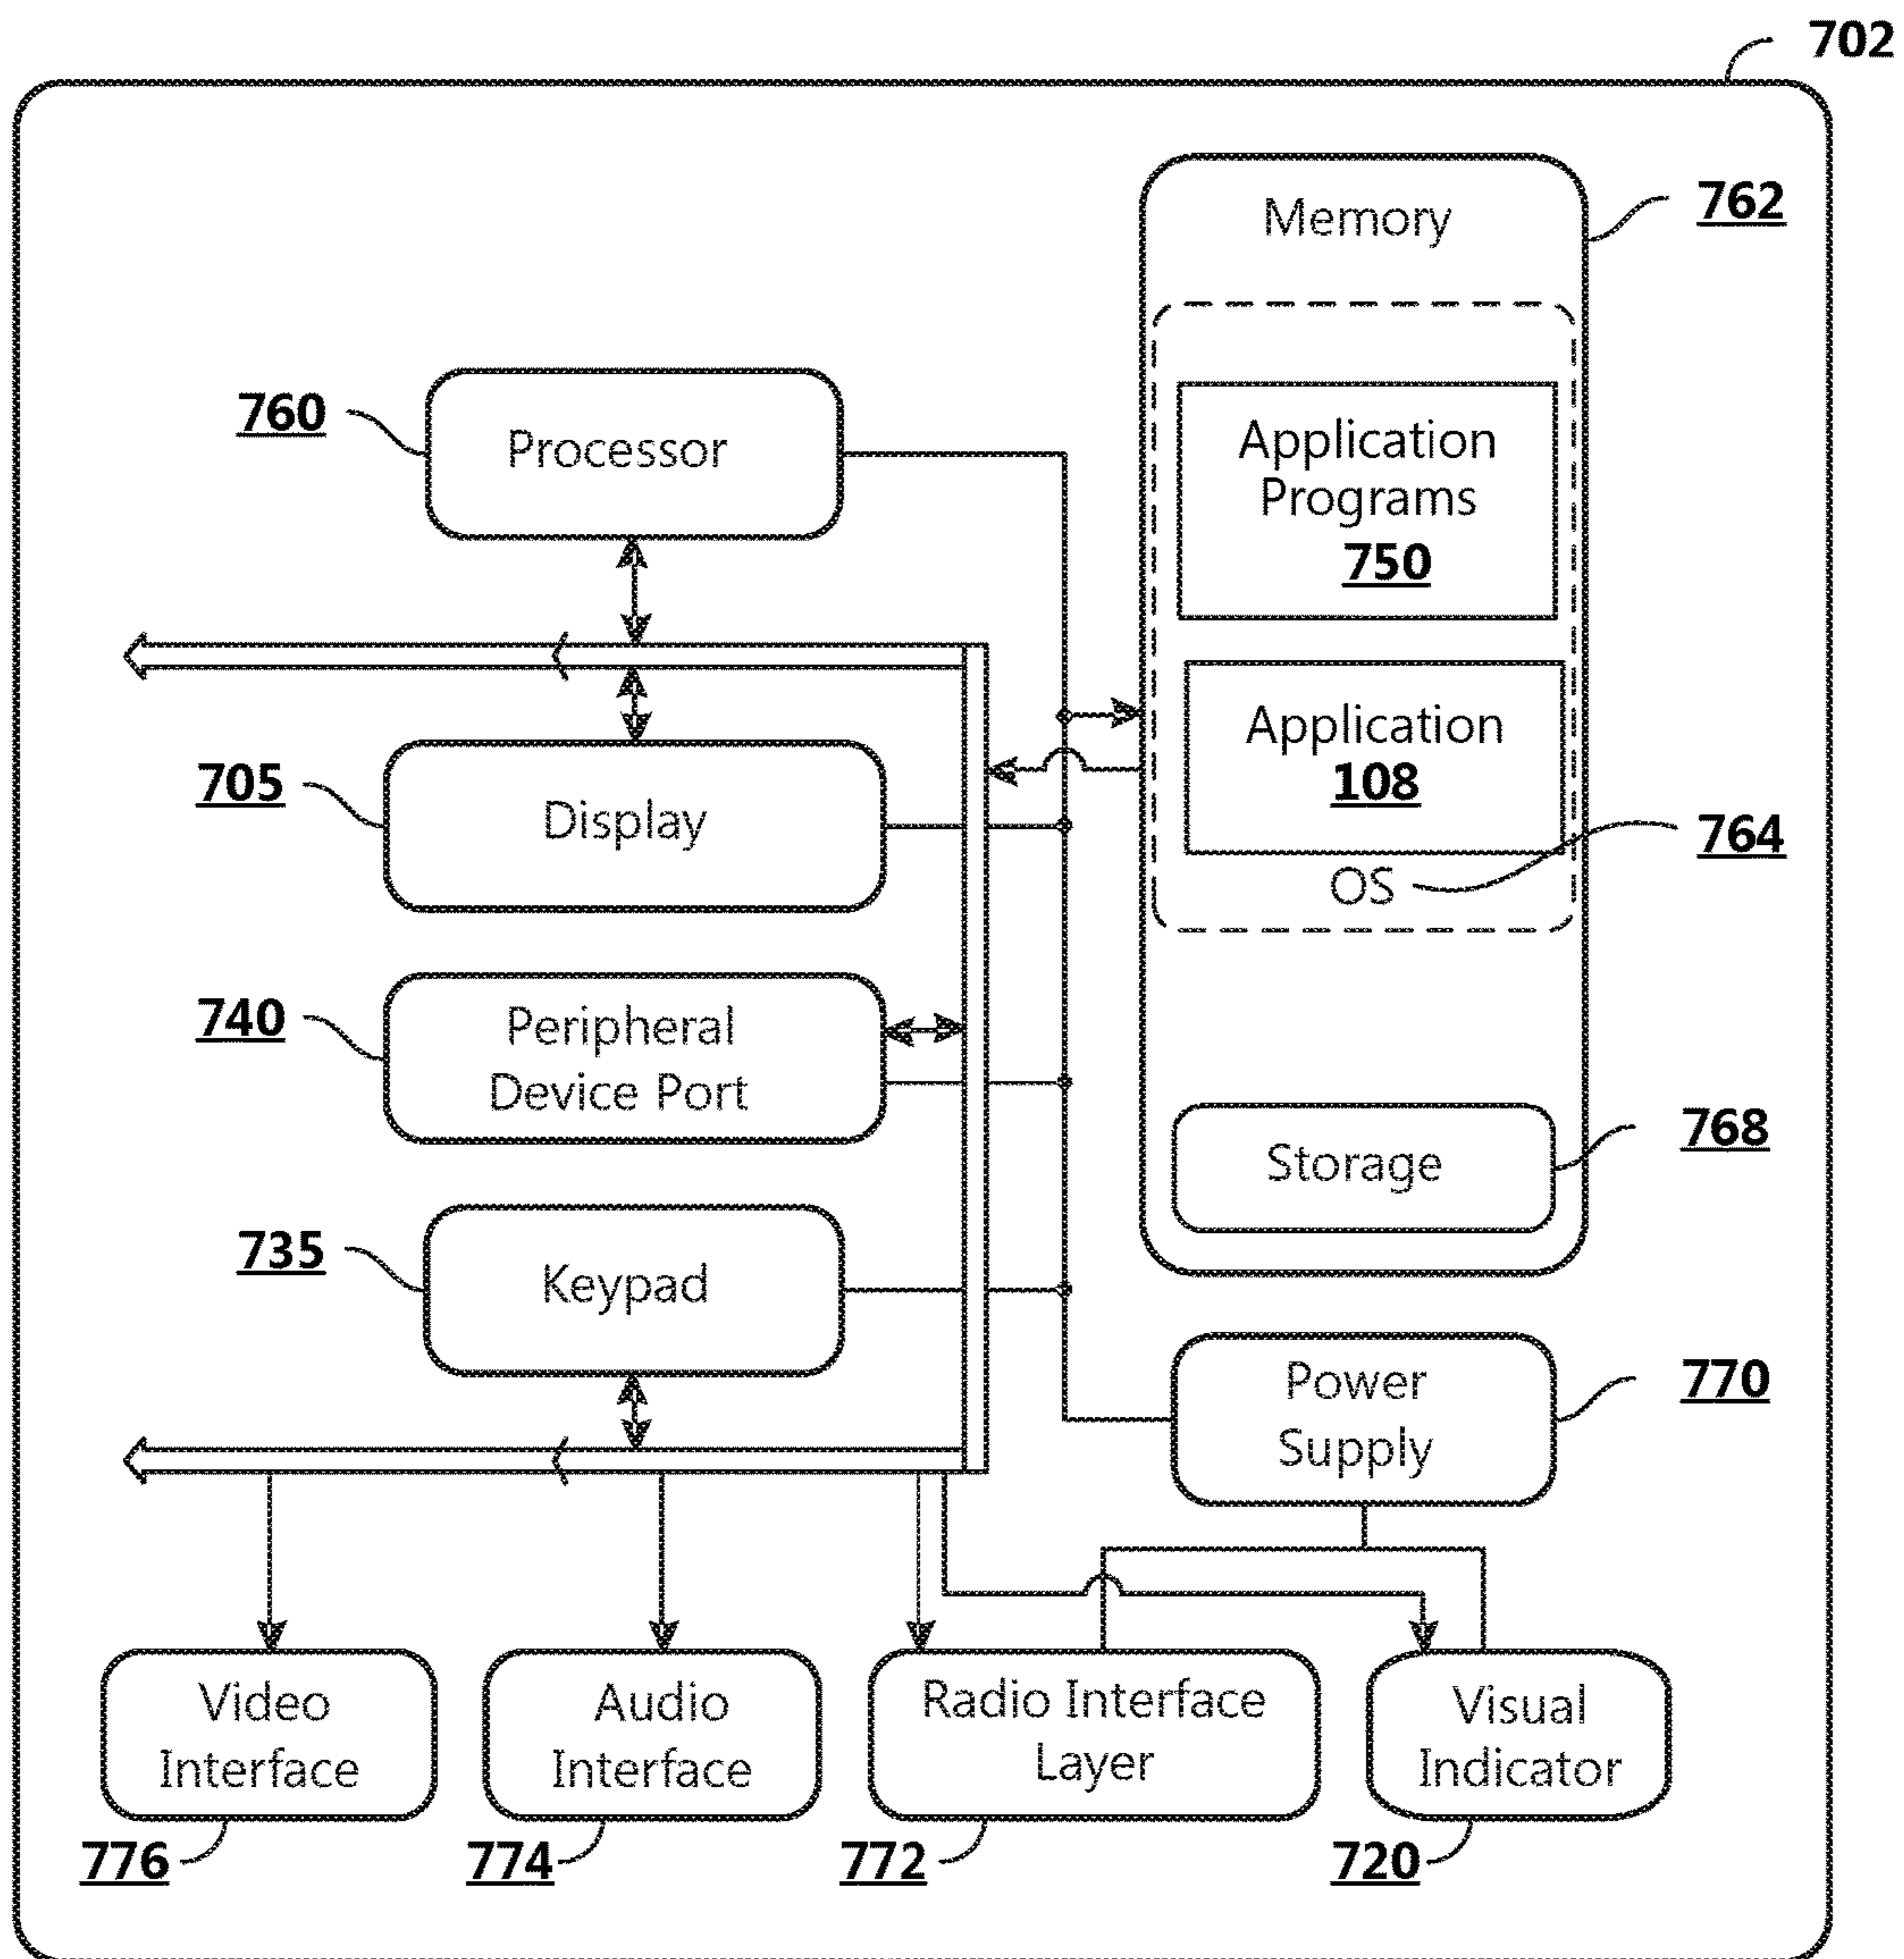 702
Memory
762
760
Processor
Application
Programs
750
705
Display
Application
108
OS
764
740
Peripheral
Device Port
Storage
768
735
Keypad
Power
Supply
770
Video
Interface
776
Audio
Interface
774
Radio Interface
Layer
772
Visual
Indicator
720